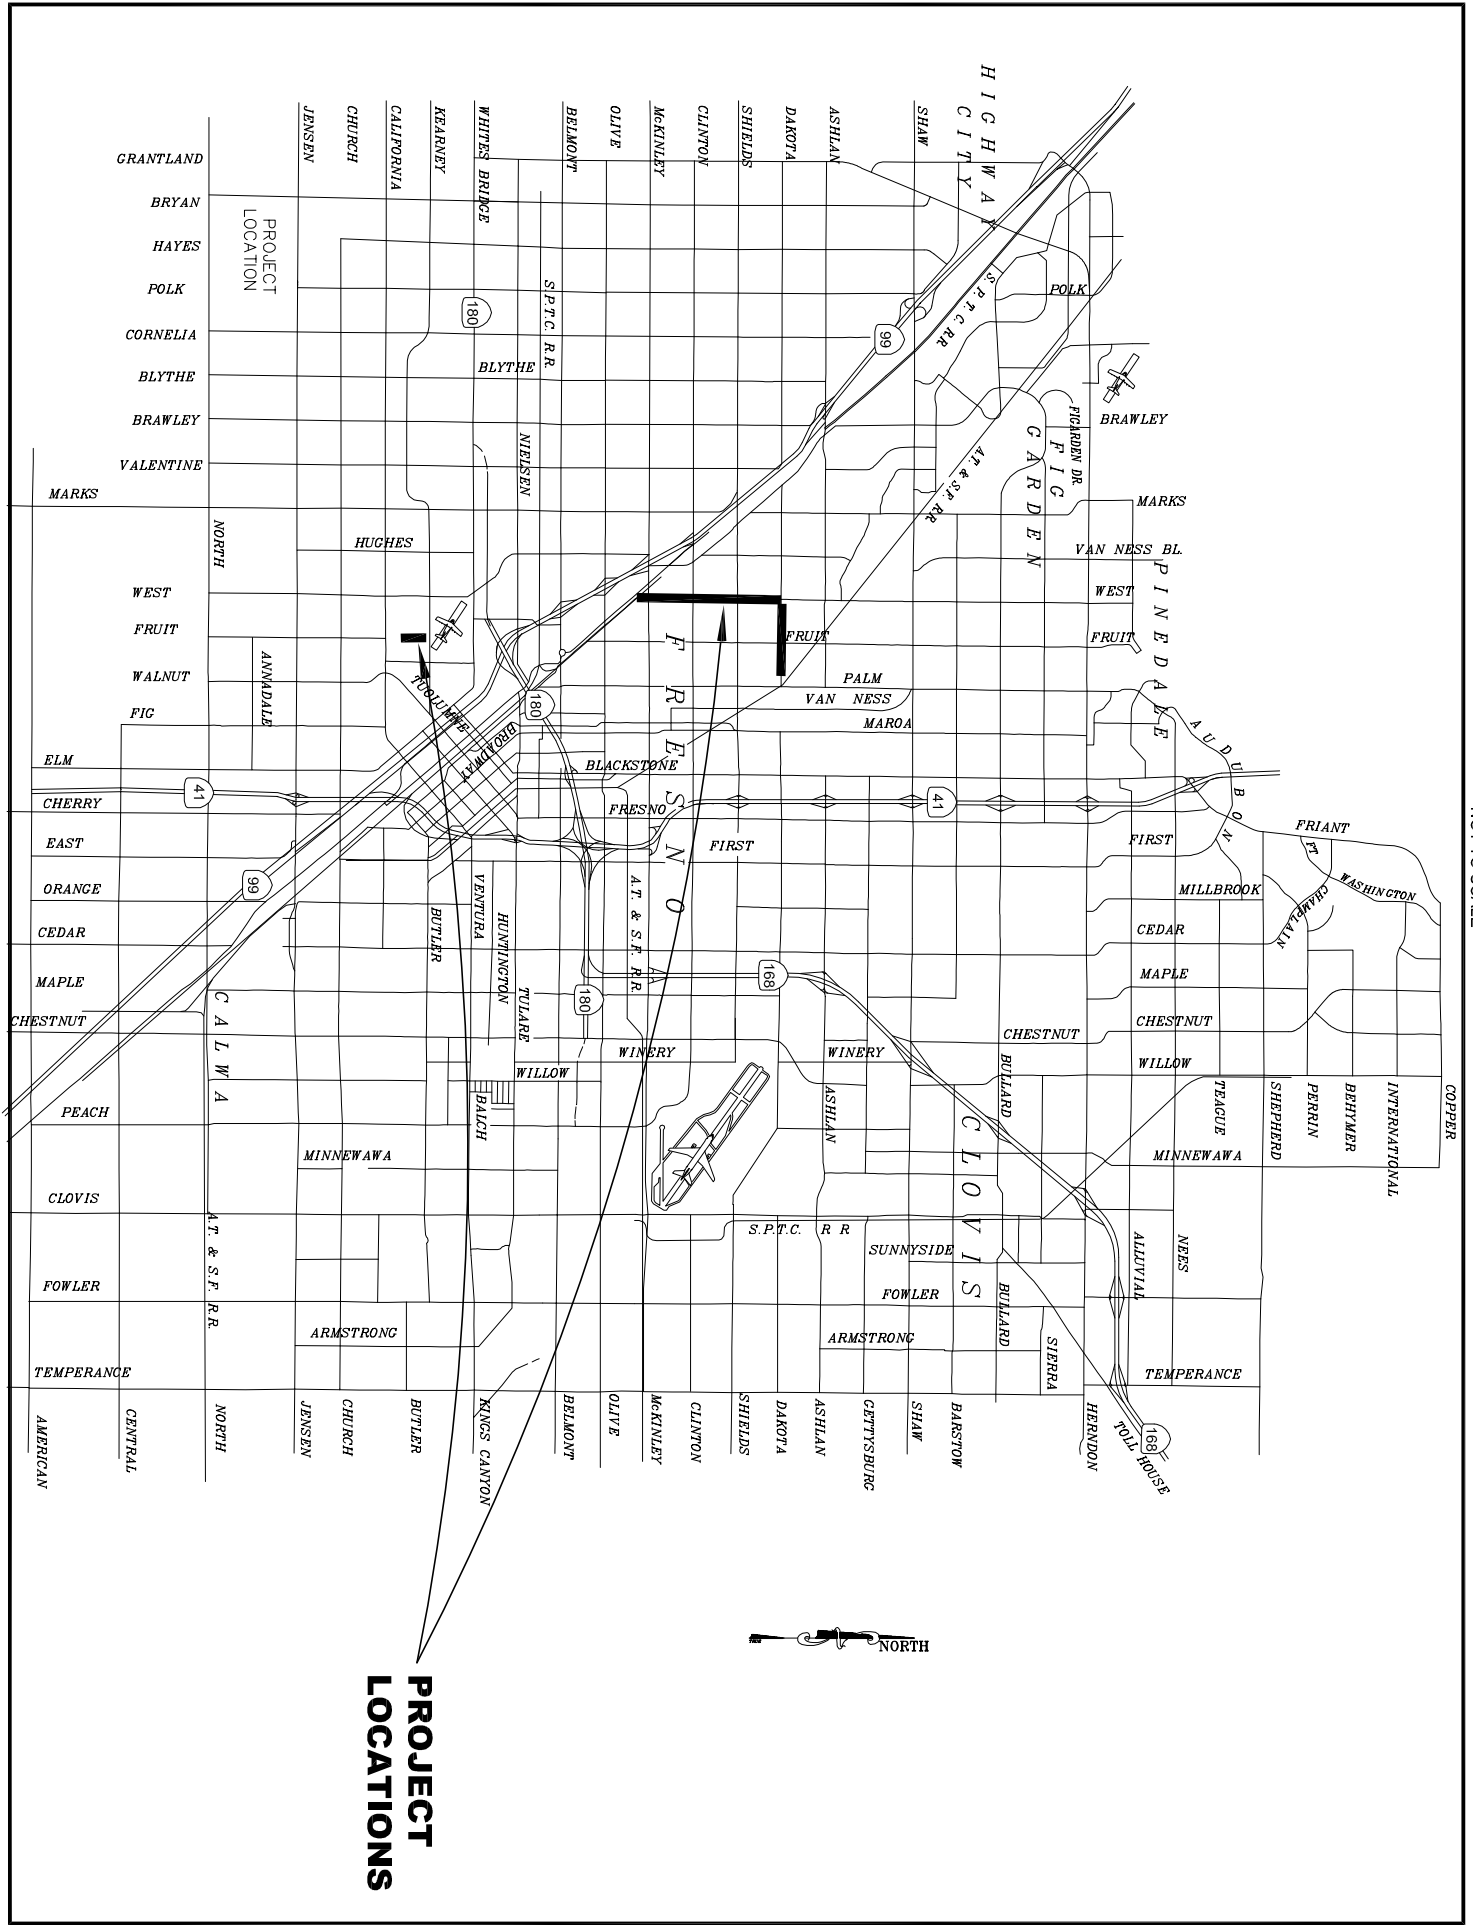 HIGHWAY
CITY
JENSEN
CHURCH
CALIFORNIA
KEARNEY
WHITES BRIDGE
BELMONT
OLIVE
McKINLEY
CLINTON
SHIELDS
DAKOTA
ASHLAN
SHAW
GRANTLAND
BRYAN
HAYES
POLK
CORNELIA
BLYTHE
BRAWLEY
VALENTINE
MARKS
PROJECT
LOCATION
180
S.P.T.C. R.R.
BLYTHE
NIELSEN
99
S. P. T. C. R.R.
POLK
BRAWLEY
FIGARDEN DR.
FIG
GARDEN
A.T. & S.F. R.R.
MARKS
VAN NESS BL.
PINEDALE
NORTH
HUGHES
WEST
FRUIT
WALNUT
FIG
ANNADALE
ELM
WEST
FRUIT
FRUIT
PALM
VAN NESS
MAROA
TUOLUMNE
BROADWAY
180
FRESNO
BLACKSTONE
FRESNO
FIRST
AUDUBON
41
CHERRY
EAST
ORANGE
CEDAR
MAPLE
CHESTNUT
99
41
FIRST
FRIANT
FT
WASHINGTON
CHAMPLAIN
MILLBROOK
CEDAR
MAPLE
CHESTNUT
CHESTNUT
WILLOW
VENTURA
HUNTINGTON
BUTLER
TULARE
A.T. & S.F. R.R.
168
180
CALWA
WINERY
WINERY
WILLOW
BALCH
PEACH
ASHLAN
BULLARD
CLOVIS
TEAGUE
SHEPHERD
PERRIN
BEHYMER
INTERNATIONAL
COPPER
MINNEWAWA
MINNEWAWA
CLOVIS
A.T. & S.F. R.R.
S.P.T.C. R R
SUNNYSIDE
ALLUVIAL
NEES
FOWLER
FOWLER
BULLARD
ARMSTRONG
ARMSTRONG
SIERRA
TEMPERANCE
TEMPERANCE
AMERICAN
CENTRAL
NORTH
JENSEN
CHURCH
BUTLER
KINGS CANYON
BELMONT
OLIVE
McKINLEY
CLINTON
SHIELDS
DAKOTA
ASHLAN
GETTYSBURG
SHAW
BARSTOW
HERNDON
TOLL HOUSE
168
NORTH
PROJECT
LOCATIONS